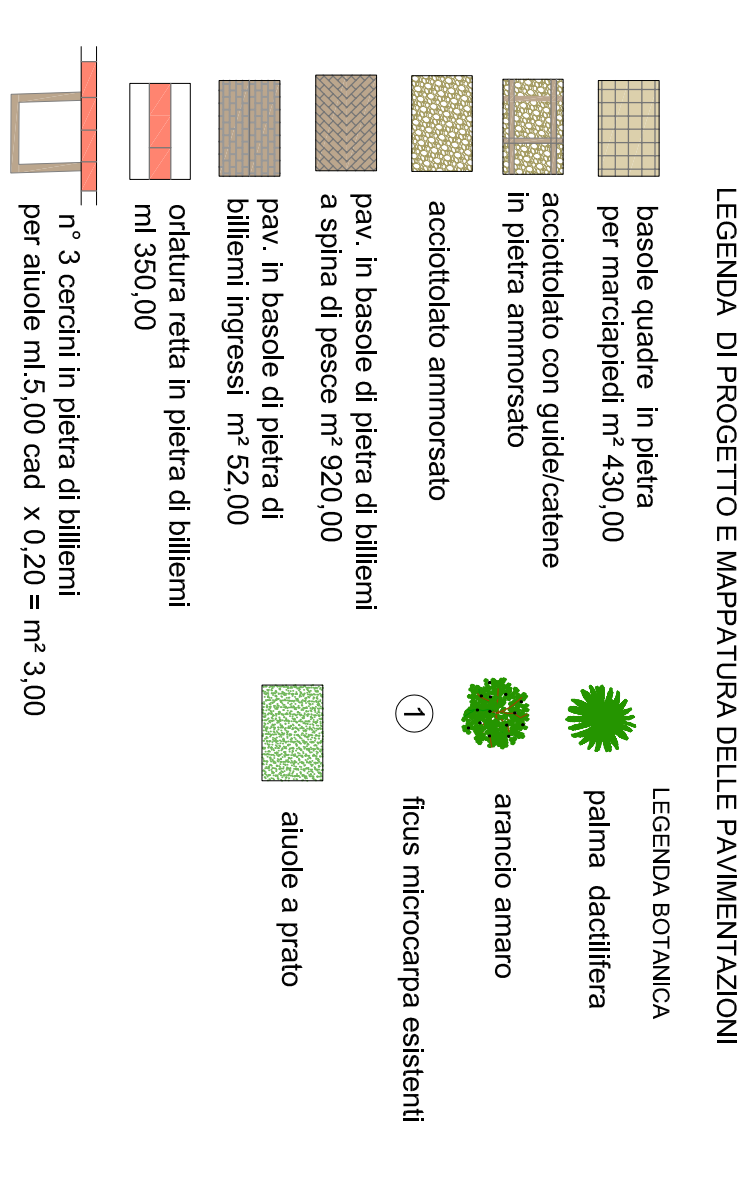 LEGENDA DI PROGETTO E MAPPATURA DELLE PAVIMENTAZIONI
basole quadre in pietra
per marciapiedi m² 430,00
acciottolato con guide/catene
in pietra ammorsato
acciottolato ammorsato
pav. in basole di pietra di billiemi
a spina di pesce m² 920,00
pav. in basole di pietra di
billiemi ingressi m² 52,00
orlatura retta in pietra di billiemi
ml 350,00
n° 3 cercini in pietra di billiemi
per aiuole ml.5,00 cad x 0,20 = m² 3,00
LEGENDA BOTANICA
palma dactilifera
arancio amaro
1
ficus microcarpa esistenti
aiuole a prato